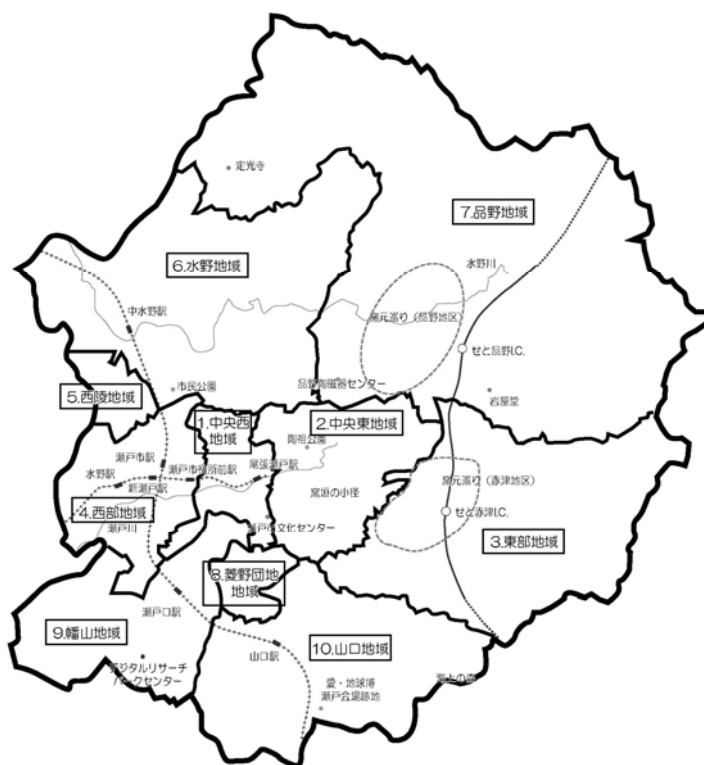 定光寺
7.品野地域
6.水野地域
水野川
中水野駅
窯元巡り（品野地区）
せと品野I.C.
品野陶磁器センター
市民公園
5.西陵地域
岩屋堂
1.中央西
地域
2.中央東地域
陶祖公園
瀬戸市駅
水野駅
瀬戸市役所前駅
尾張瀬戸駅
新瀬戸駅
窯元巡り（赤津地区）
窯垣の小径
4.西部地域
せと赤津I.C.
瀬戸川
瀬戸川文化センター
3.東部地域
8.菱野団地
地域
瀬戸口駅
9.幡山地域
10.山口地域
山口駅
デジタルリサーチ
パークセンター
愛・地球博
瀬戸会場跡地
海上の森